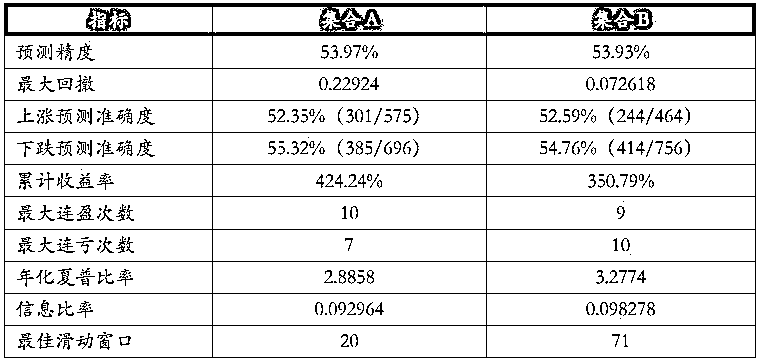 指标 集合A 集合B
预测精度 53.97% 53.93%
最大回撤 0.22924 0.072618
上涨预测准确度 52.35%（301/575） 52.59%（244/464）
下跌预测准确度 55.32%（385/696） 54.76%（414/756）
累计收益率 424.24% 350.79%
最大连盈次数 10 9
最大连亏次数 7 10
年化夏普比率 2.8858 3.2774
信息比率 0.092964 0.098278
最佳滑动窗口 20 71